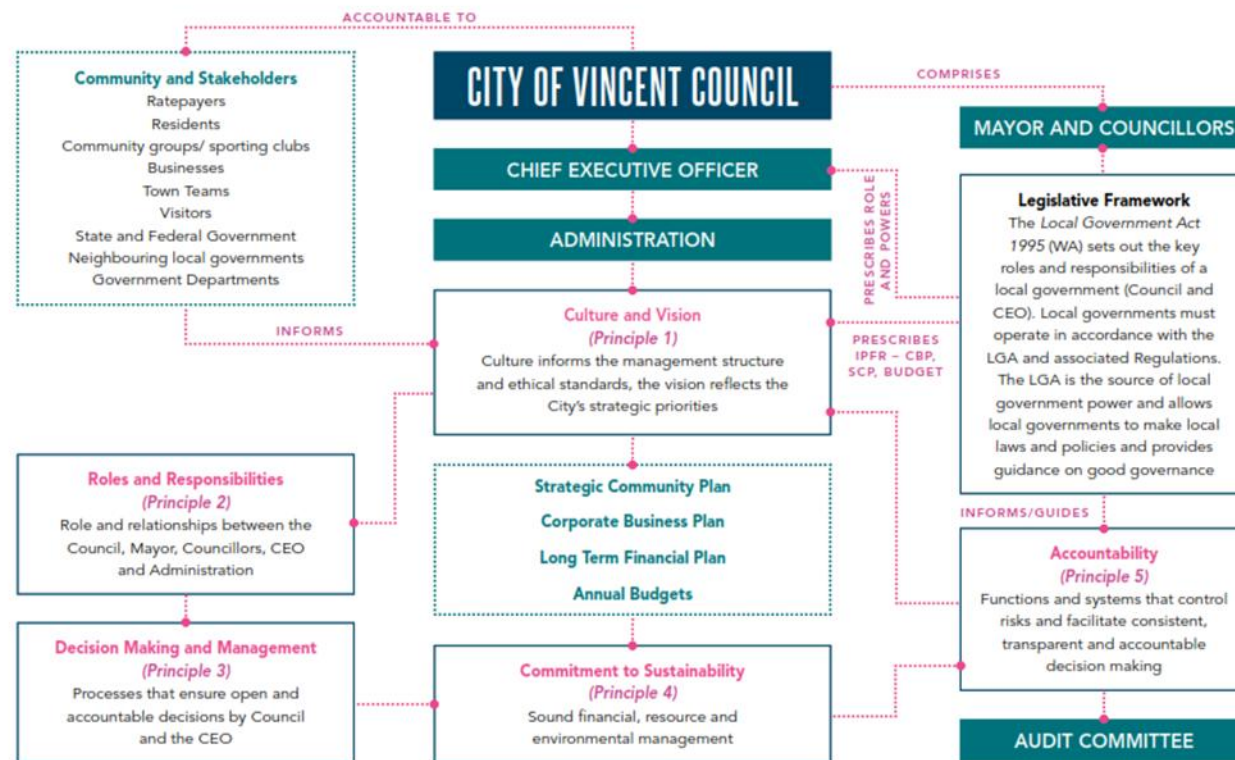 ACCOUNTABLE TO
Community and Stakeholders
Ratepayers
Residents
Community groups/ sporting clubs
Businesses
Town Teams
Visitors
State and Federal Government
Neighbouring local governments
Government Departments
CITY OF VINCENT COUNCIL
COMPRISES
MAYOR AND COUNCILLORS
CHIEF EXECUTIVE OFFICER
ADMINISTRATION
PRESCRIBES ROLE
AND POWERS
Legislative Framework
The Local Government Act
1995 (WA) sets out the key
roles and responsibilities of a
local government (Council and
CEO). Local governments must
operate in accordance with the
LGA and associated Regulations.
The LGA is the source of local
government power and allows
local governments to make local
laws and policies and provides
guidance on good governance
INFORMS
Culture and Vision
(Principle 1)
Culture informs the management structure
and ethical standards, the vision reflects the
City's strategic priorities
PRESCRIBES
IPFR – CBP,
SCP, BUDGET
Roles and Responsibilities
(Principle 2)
Role and relationships between the
Council, Mayor, Councillors, CEO
and Administration
Strategic Community Plan
Corporate Business Plan
Long Term Financial Plan
Annual Budgets
INFORMS/GUIDES
Accountability
(Principle 5)
Functions and systems that control
risks and facilitate consistent,
transparent and accountable
decision making
Decision Making and Management
(Principle 3)
Processes that ensure open and
accountable decisions by Council
and the CEO
Commitment to Sustainability
(Principle 4)
Sound financial, resource and
environmental management
AUDIT COMMITTEE